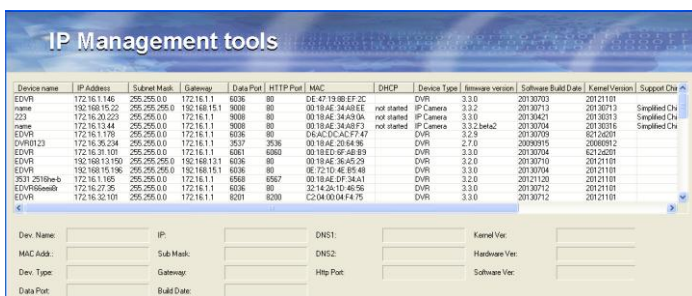 IP Management tools
Device name IP Address Subnet Mask Gateway Data Port HTTP Port MAC DHCP Device Type firmware version Software Build Date Kernel Version Support Chin
EDVR 172.16.1.146 255.255.0.0 172.16.1.1 6036 80 DE:47:19:8B:EF:2C DVR 3.3.0 20130703 20121101
name 192.168.15.22 255.255.255.0 192.168.15.1 9008 80 00:18:AE:34:A8:EE not started IP Camera 3.3.2 20130713 20130713 Simplified Chi
223 172.16.20.223 255.255.0.0 172.16.1.1 9008 80 00:18:AE:34:A9:0A not started IP Camera 3.3.0 20130421 20130313 Simplified Chi
name 172.16.13.44 255.255.0.0 172.16.1.1 9008 80 00:18:AE:34:A8:F3 not started IP Camera 3.3.2.beta2 20130704 20130316 Simplified Chi
EDVR 172.16.1.178 255.255.0.0 172.16.1.1 6036 80 D6:AC:DC:AC:F7:47 DVR 3.2.9 20130709 8212d201
DVR0123 172.16.35.234 255.255.0.0 172.16.1.1 3537 3536 00:18:AE:20:64:96 DVR 2.7.0 20090915 20080912
EDVR 172.16.31.101 255.255.0.0 172.16.1.1 6061 6060 00:18:ED:6F:AB:B9 DVR 3.3.0 20130704 6212d201
EDVR 192.168.13.150 255.255.255.0 192.168.13.1 6036 80 00:18:AE:36:A5:29 DVR 3.2.0 20130710 20121101
EDVR 192.168.15.196 255.255.255.0 192.168.15.1 6036 80 0E:72:1D:4E:B5:48 DVR 3.3.0 20130704 20121101
3531 2516he-b 172.16.1.165 255.255.0.0 172.16.1.1 6568 6567 00:18:AE:DF:34:A1 DVR 3.2.0 20121120 20121101
172.16.27.35 255.255.0.0 172.16.1.1 6036 80 32:14:2A:1D:46:56 DVR 3.3.0 20130712 20121101
EDVR 172.16.32.101 255.255.0.0 172.16.1.1 8201 8200 C2:04:00:04:F4:75 DVR 3.3.0 20130712 20121101
Dev. Name: IP: DNS1: Kernel Ver:
MAC Addr.: Sub Mask: DNS2: Hardware Ver:
Dev. Type: Gateway: Http Port: Software Ver:
Data Port: Build Date: